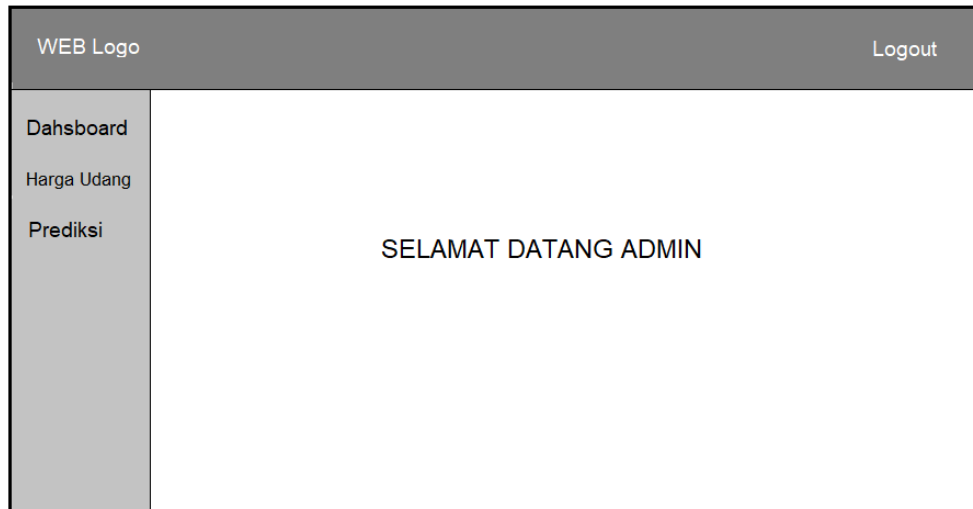 WEB Logo
Logout
Dahsboard
Harga Udang
Prediksi
SELAMAT DATANG ADMIN